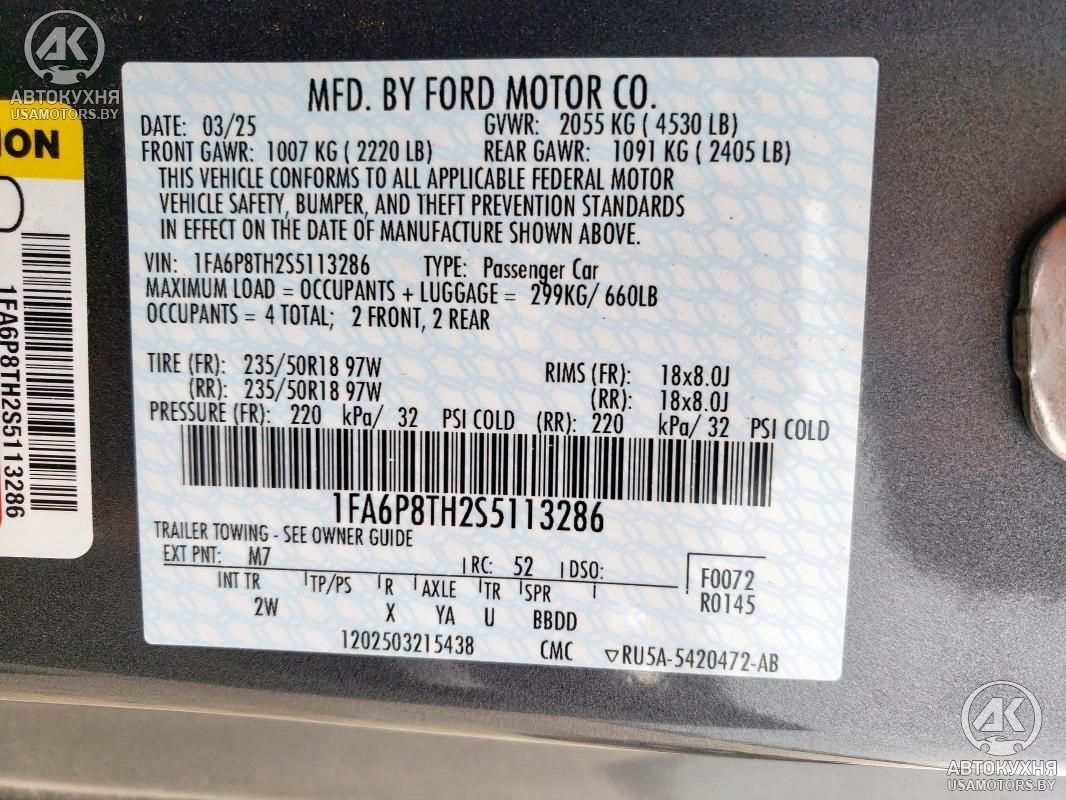 AK
АВТОКУХНЯ
USAMOTORS.BY
ION
1FA6P8TH2S5113286
MFD. BY FORD MOTOR CO.
DATE: 03/25 GVWR: 2055 KG ( 4530 LB)
FRONT GAWR: 1007 KG ( 2220 LB) REAR GAWR: 1091 KG ( 2405 LB)
THIS VEHICLE CONFORMS TO ALL APPLICABLE FEDERAL MOTOR
VEHICLE SAFETY, BUMPER, AND THEFT PREVENTION STANDARDS
IN EFFECT ON THE DATE OF MANUFACTURE SHOWN ABOVE.
VIN: 1FA6P8TH2S5113286 TYPE: Passenger Car
MAXIMUM LOAD = OCCUPANTS + LUGGAGE = 299KG/ 660LB
OCCUPANTS = 4 TOTAL; 2 FRONT, 2 REAR
TIRE (FR): 235/50R18 97W RIMS (FR): 18x8.0J
(RR): 235/50R18 97W (RR): 18x8.0J
PRESSURE (FR): 220 kPa/ 32 PSI COLD (RR): 220 kPa/ 32 PSI COLD
1FA6P8TH2S5113286
TRAILER TOWING - SEE OWNER GUIDE
EXT PNT: M7 RC: 52 DSO: F0072
INT TR TP/PS R AXLE TR SPR R0145
2W X YA U BBDD
1202503215438 CMC ▽RU5A-5420472-AB
AK
АВТОКУХНЯ
USAMOTORS.BY